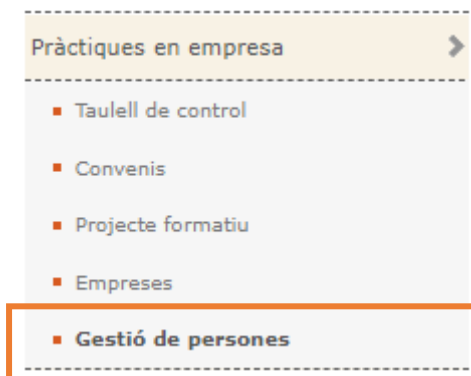 Pràctiques en empresa
Taulell de control
Convenis
Projecte formatiu
Empreses
Gestió de persones